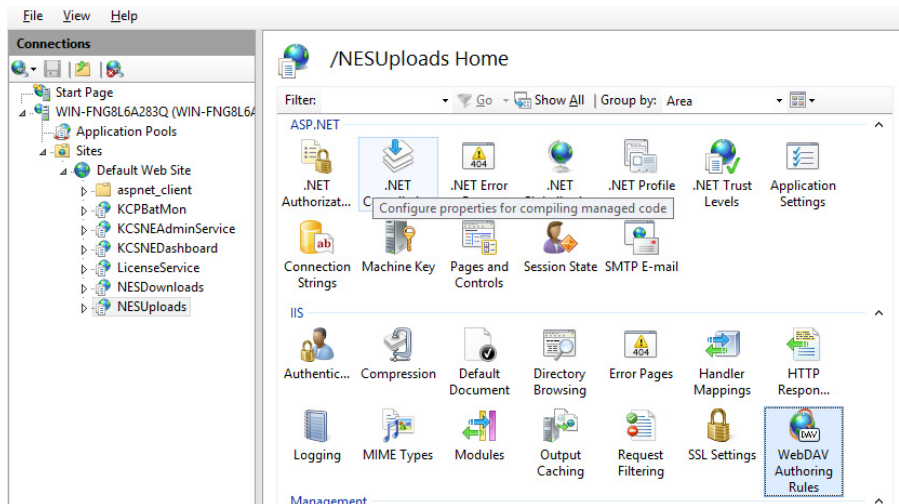 File View Help
Connections
Start Page
WIN-FNG8L6A283Q (WIN-FNG8L6A
Application Pools
Sites
Default Web Site
aspnet_client
KCPBatMon
KCSNEAdminService
KCSNEDashboard
LicenseService
NESDownloads
NESUploads
/NESUploads Home
Filter: Go Show All Group by: Area
ASP.NET
.NET Authorizat...
.NET
.NET Error
.NET
.NET Profile
.NET Trust Levels
Application Settings
Configure properties for compiling managed code
Connection Strings
Machine Key
Pages and Controls
Session State
SMTP E-mail
IIS
Authentic...
Compression
Default Document
Directory Browsing
Error Pages
Handler Mappings
HTTP Respon...
Logging
MIME Types
Modules
Output Caching
Request Filtering
SSL Settings
WebDAV Authoring Rules
Management